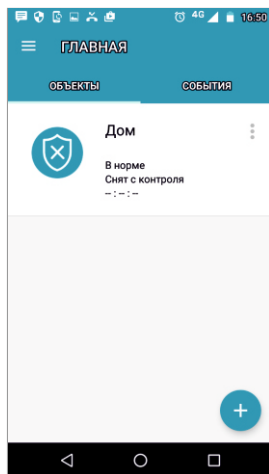 4G 16:50
ГЛАВНАЯ
ОБЪЕКТЫ СОБЫТИЯ
Дом
В норме
Снят с контроля
-- : -- : --